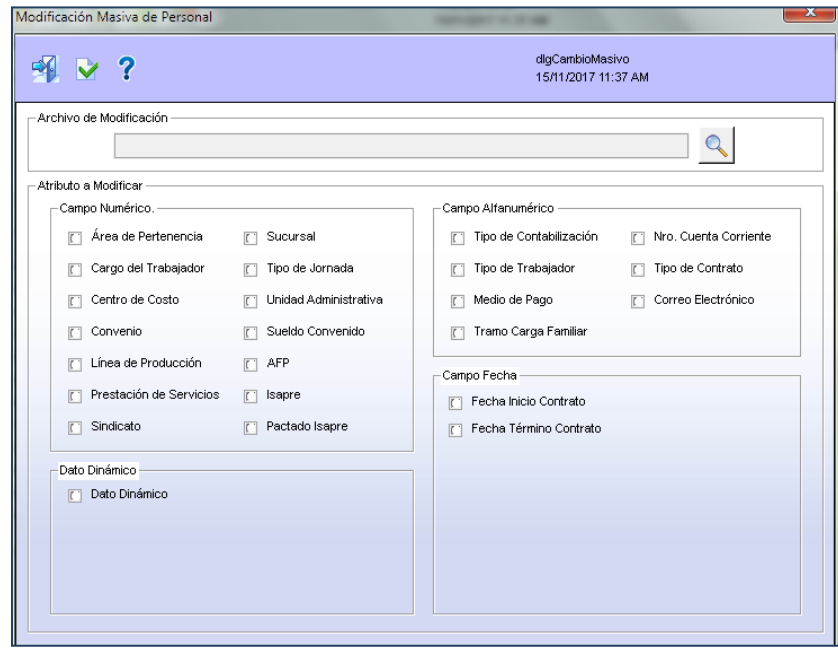 Modificación Masiva de Personal
dlgCambioMasivo
15/11/2017 11:37 AM
Archivo de Modificación
Atributo a Modificar
Campo Numérico.
Área de Pertenencia
Sucursal
Cargo del Trabajador
Tipo de Jornada
Centro de Costo
Unidad Administrativa
Convenio
Sueldo Convenido
Línea de Producción
AFP
Prestación de Servicios
Isapre
Sindicato
Pactado Isapre
Dato Dinámico
Dato Dinámico
Campo Alfanumérico
Tipo de Contabilización
Nro. Cuenta Corriente
Tipo de Trabajador
Tipo de Contrato
Medio de Pago
Correo Electrónico
Tramo Carga Familiar
Campo Fecha
Fecha Inicio Contrato
Fecha Término Contrato